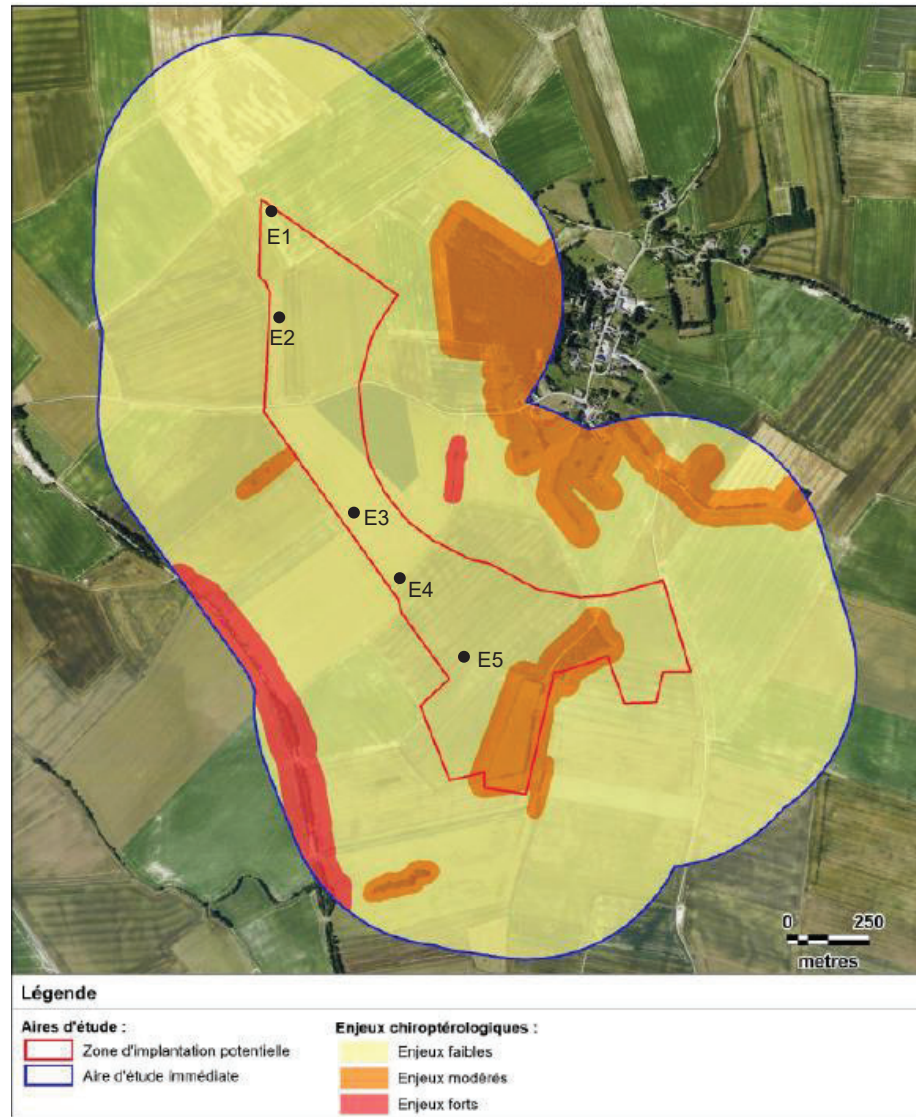 E1
E2
E3
E4
E5
0 250
metres
Légende
Aires d'étude :
Zone d'implantation potentielle
Aire d'étude immédiate
Enjeux chiroptérologiques :
Enjeux faibles
Enjeux modérés
Enjeux forts